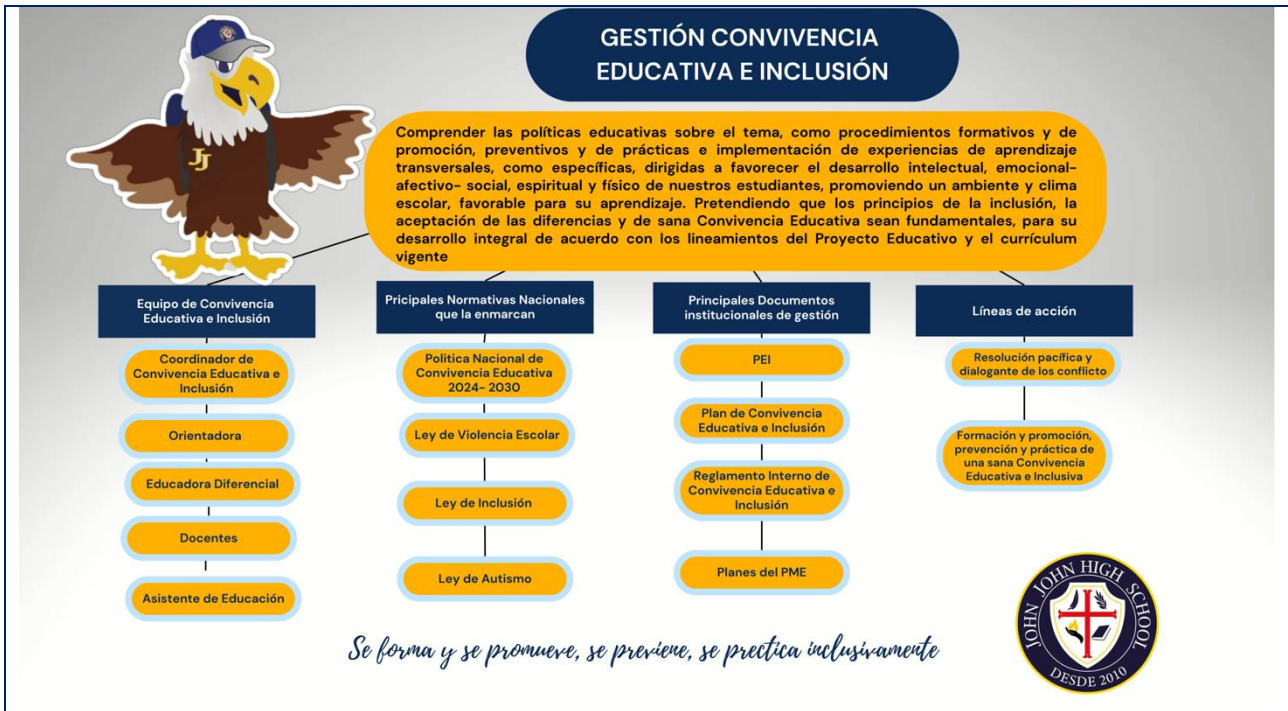 GESTIÓN CONVIVENCIA
EDUCATIVA E INCLUSIÓN
JJ
Comprender las políticas educativas sobre el tema, como procedimientos formativos y de
promoción, preventivos y de prácticas e implementación de experiencias de aprendizaje
transversales, como específicas, dirigidas a favorecer el desarrollo intelectual, emocional-
afectivo- social, espiritual y físico de nuestros estudiantes, promoviendo un ambiente y clima
escolar, favorable para su aprendizaje. Pretendiendo que los principios de la inclusión, la
aceptación de las diferencias y de sana Convivencia Educativa sean fundamentales, para su
desarrollo integral de acuerdo con los lineamientos del Proyecto Educativo y el currículum
vigente
Equipo de Convivencia
Educativa e Inclusión
Coordinador de
Convivencia Educativa e
Inclusión
Orientadora
Educadora Diferencial
Docentes
Asistente de Educación
Pricipales Normativas Nacionales
que la enmarcan
Politica Nacional de
Convivencia Educativa
2024- 2030
Ley de Violencia Escolar
Ley de Inclusión
Ley de Autismo
Principales Documentos
institucionales de gestión
PEI
Plan de Convivencia
Educativa e Inclusión
Reglamento Interno de
Convivencia Educativa e
Inclusión
Planes del PME
Líneas de acción
Resolución pacífica y
dialogante de los conflicto
Formación y promoción,
prevención y práctica de
una sana Convivencia
Educativa e Inclusiva
Se forma y se promueve, se previene, se prectica inclusivamente
JOHN JOHN HIGH SCHOOL
DESDE 2010